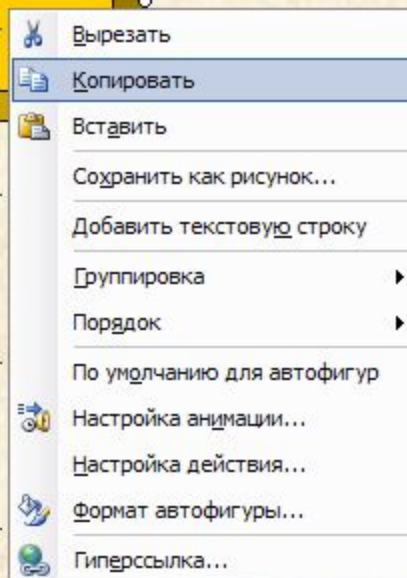 Вырезать
Копировать
Вставить
Сохранить как рисунок...
Добавить текстовую строку
Группировка
Порядок
По умолчанию для автофигур
Настройка анимации...
Настройка действия...
Формат автофигуры...
Гиперссылка...